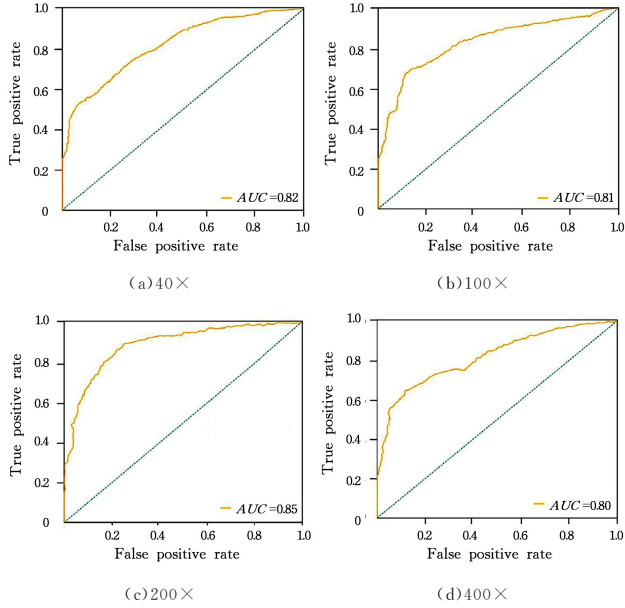 1.0
0.8
0.6
0.4
0.2
0
0.2 0.4 0.6 0.8 1.0
True positive rate
False positive rate
AUC=0.82
(a)40×
1.0
0.8
0.6
0.4
0.2
0
0.2 0.4 0.6 0.8 1.0
True positive rate
False positive rate
AUC=0.81
(b)100×
1.0
0.8
0.6
0.4
0.2
0
0.2 0.4 0.6 0.8 1.0
True positive rate
False positive rate
AUC=0.85
(c)200×
1.0
0.8
0.6
0.4
0.2
0
0.2 0.4 0.6 0.8 1.0
True positive rate
False positive rate
AUC=0.80
(d)400×